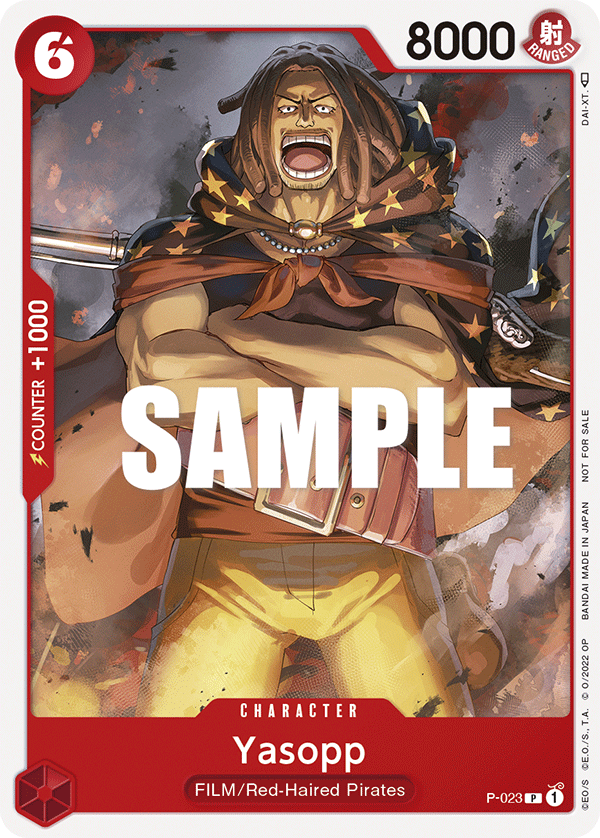 6
8000
射
RANGED
DAI-XT.
COUNTER +1000
SAMPLE
©EO/S ©E.O./S., T.A. © O/2022 OP BANDAI MADE IN JAPAN NOT FOR SALE
CHARACTER
Yasopp
FILM/Red-Haired Pirates
P-023 P 1